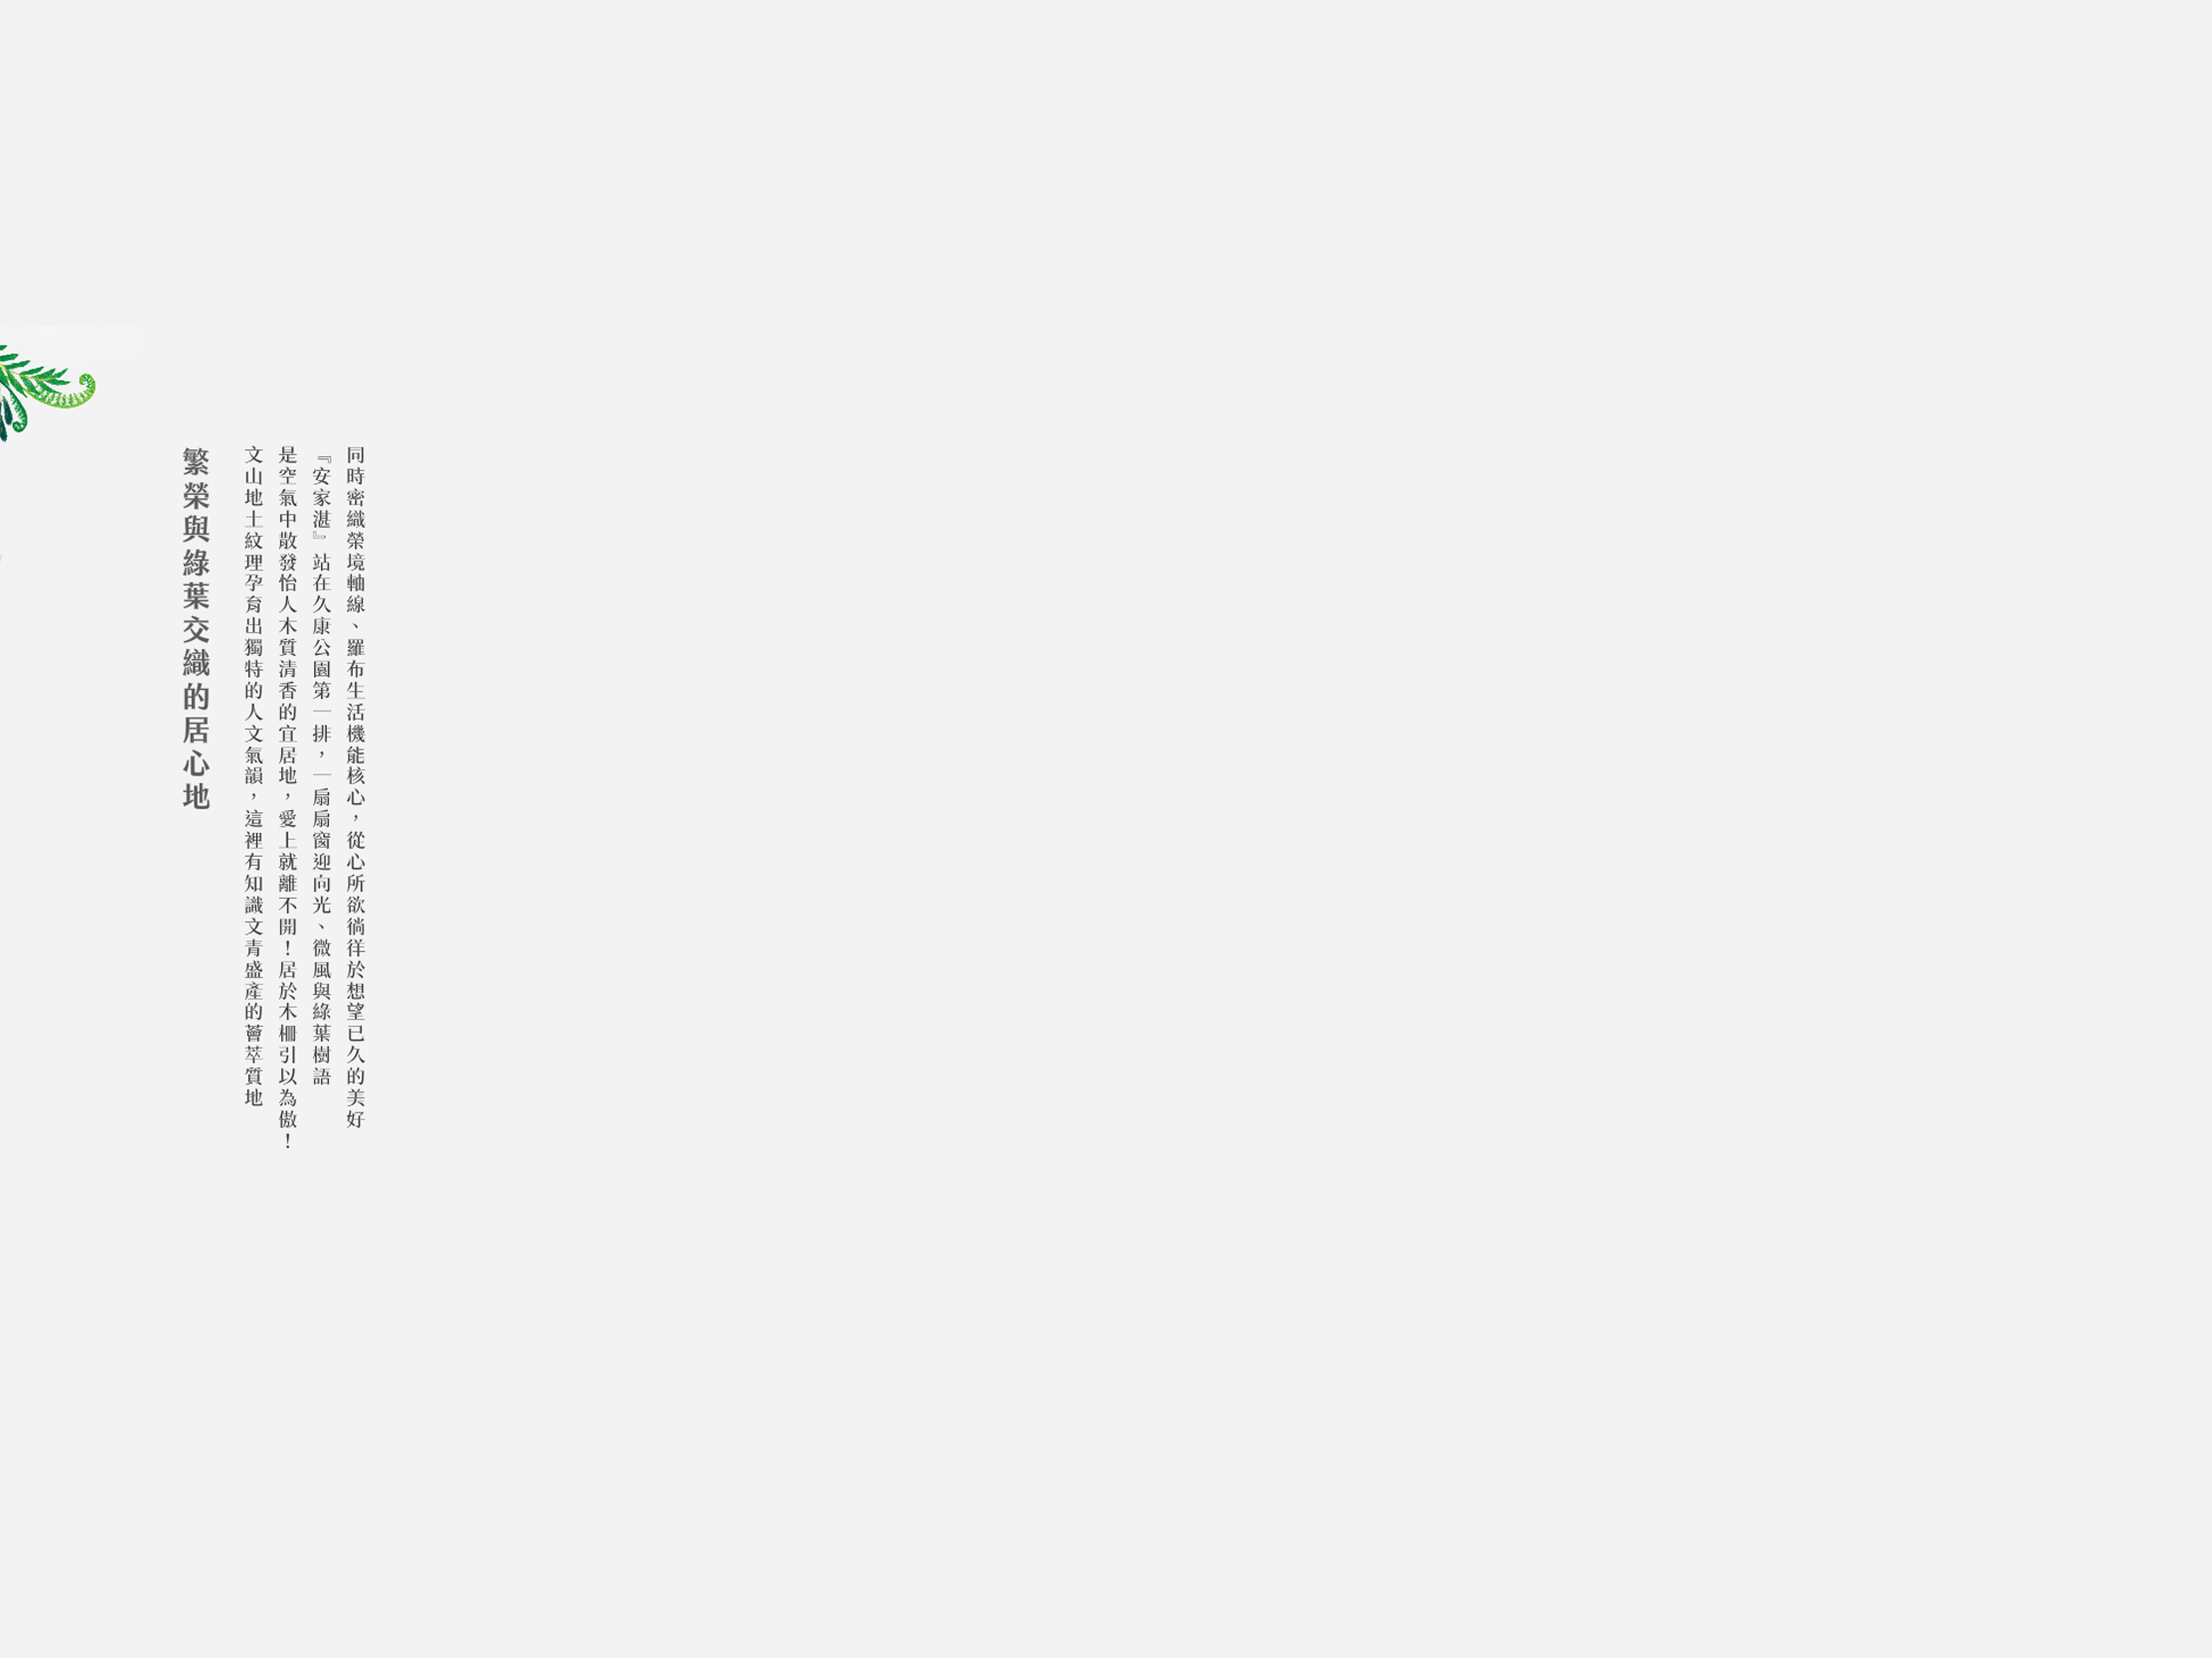 繁榮與綠葉交織的居心地
文山地土紋理孕育出獨特的人文氣韻，這裡有知識文青盛產的薈萃質地
是空氣中散發怡人木質清香的宜居地，愛上就離不開！居於木柵引以為傲！
『安家湛』站在久康公園第一排，一扇扇窗迎向光、微風與綠葉樹語
同時密織榮境軸線、羅布生活機能核心，從心所欲徜徉於想望已久的美好